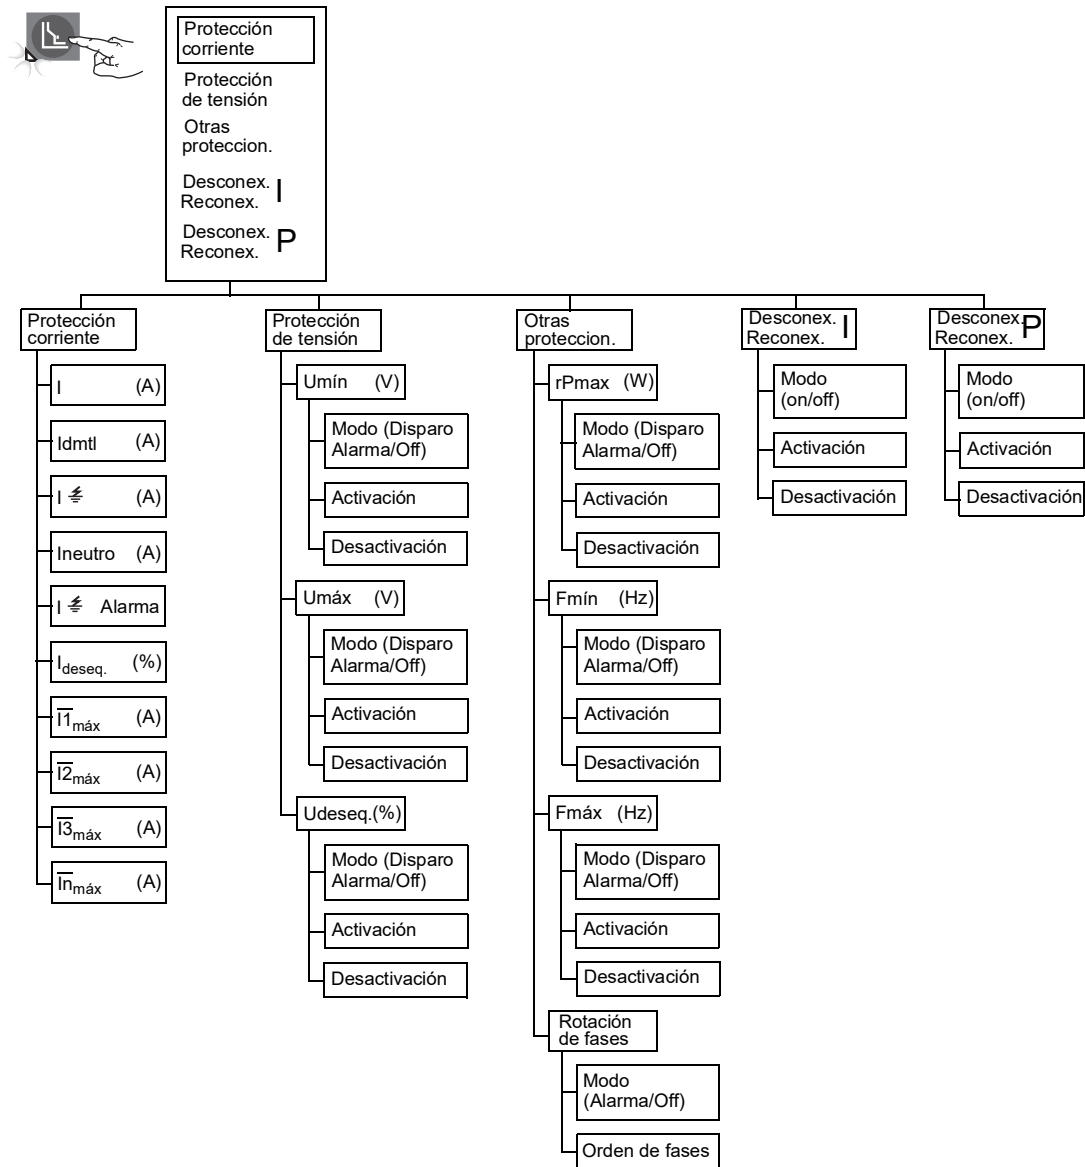 Protección
corriente
Protección
de tensión
Otras
proteccion.
Desconex.
Reconex. I
Desconex.
Reconex. P
Protección
corriente
I (A)
Idmtl (A)
I ⏚ (A)
Ineutro (A)
I ⏚ Alarma
Ideseq. (%)
I1máx (A)
I2máx (A)
I3máx (A)
Inmáx (A)
Protección
de tensión
Umín (V)
Modo (Disparo
Alarma/Off)
Activación
Desactivación
Umáx (V)
Modo (Disparo
Alarma/Off)
Activación
Desactivación
Udeseq.(%)
Modo (Disparo
Alarma/Off)
Activación
Desactivación
Otras
proteccion.
rPmax (W)
Modo (Disparo
Alarma/Off)
Activación
Desactivación
Fmín (Hz)
Modo (Disparo
Alarma/Off)
Activación
Desactivación
Fmáx (Hz)
Modo (Disparo
Alarma/Off)
Activación
Desactivación
Rotación
de fases
Modo
(Alarma/Off)
Orden de fases
Desconex.
Reconex. I
Modo
(on/off)
Activación
Desactivación
Desconex.
Reconex. P
Modo
(on/off)
Activación
Desactivación